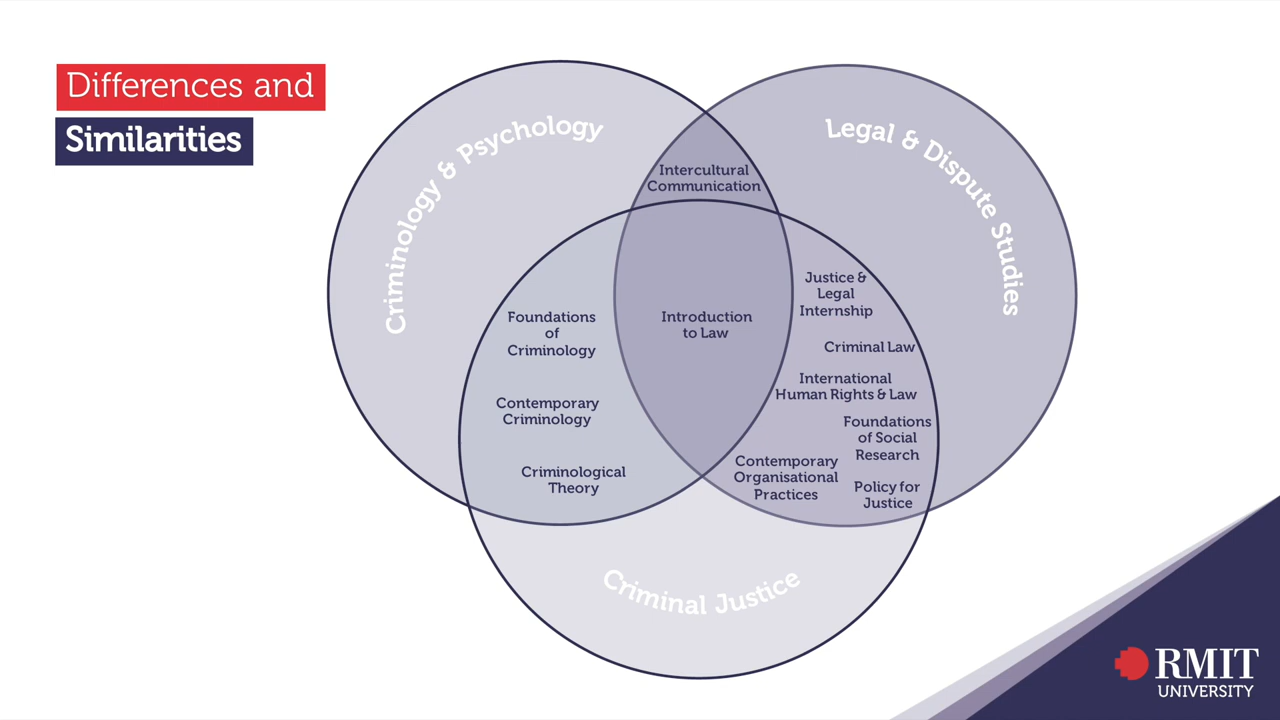 Differences and
Similarities
Criminology & Psychology
Legal & Dispute Studies
Intercultural
Communication
Justice &
Legal
Internship
Foundations
of
Criminology
Introduction
to Law
Criminal Law
International
Human Rights & Law
Contemporary
Criminology
Foundations
of Social
Research
Contemporary
Organisational
Practices
Criminological
Theory
Policy for
Justice
Criminal Justice
RMIT
UNIVERSITY